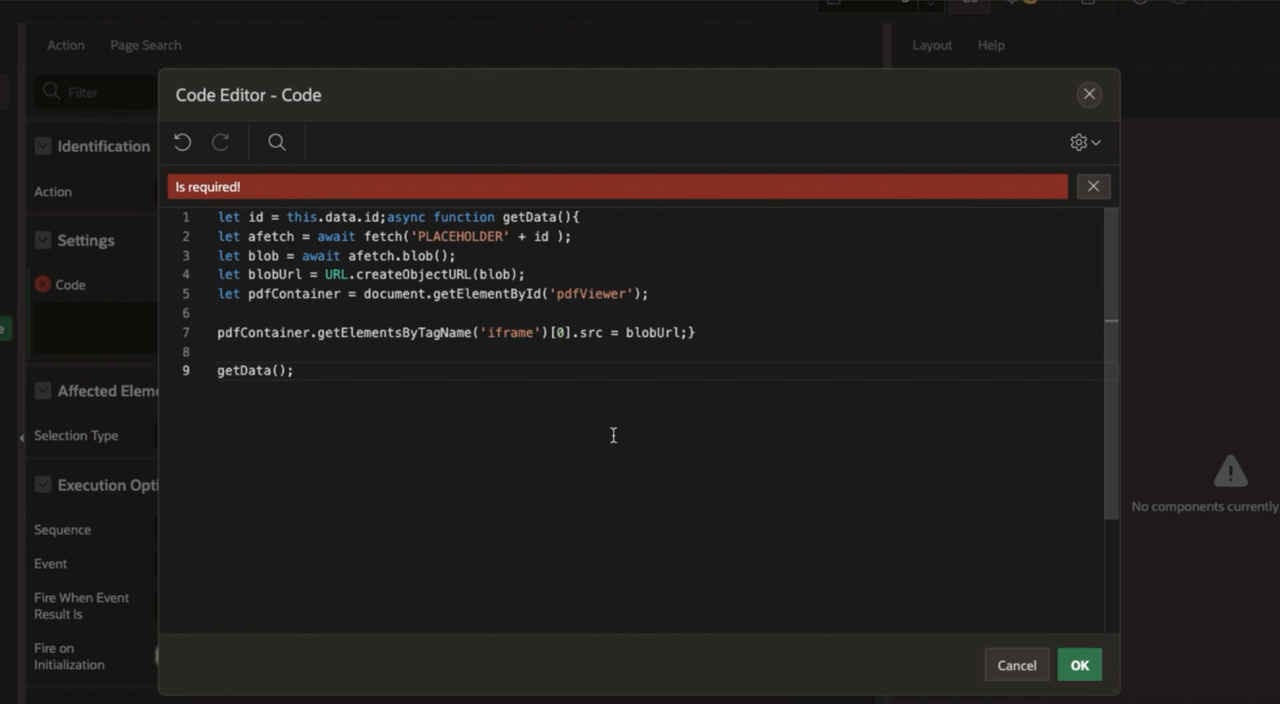 Action
Page Search
Layout
Help
Filter
Code Editor - Code
Identification
Action
Is required!
Settings
Code
1 let id = this.data.id;async function getData(){
2 let afetch = await fetch('PLACEHOLDER' + id );
3 let blob = await afetch.blob();
4 let blobUrl = URL.createObjectURL(blob);
5 let pdfContainer = document.getElementById('pdfViewer');
6
7 pdfContainer.getElementsByTagName('iframe')[0].src = blobUrl;}
8
9 getData();
Affected Eleme
Selection Type
Execution Opti
Sequence
Event
Fire When Event
Result Is
Fire on
Initialization
No components currently
Cancel
OK